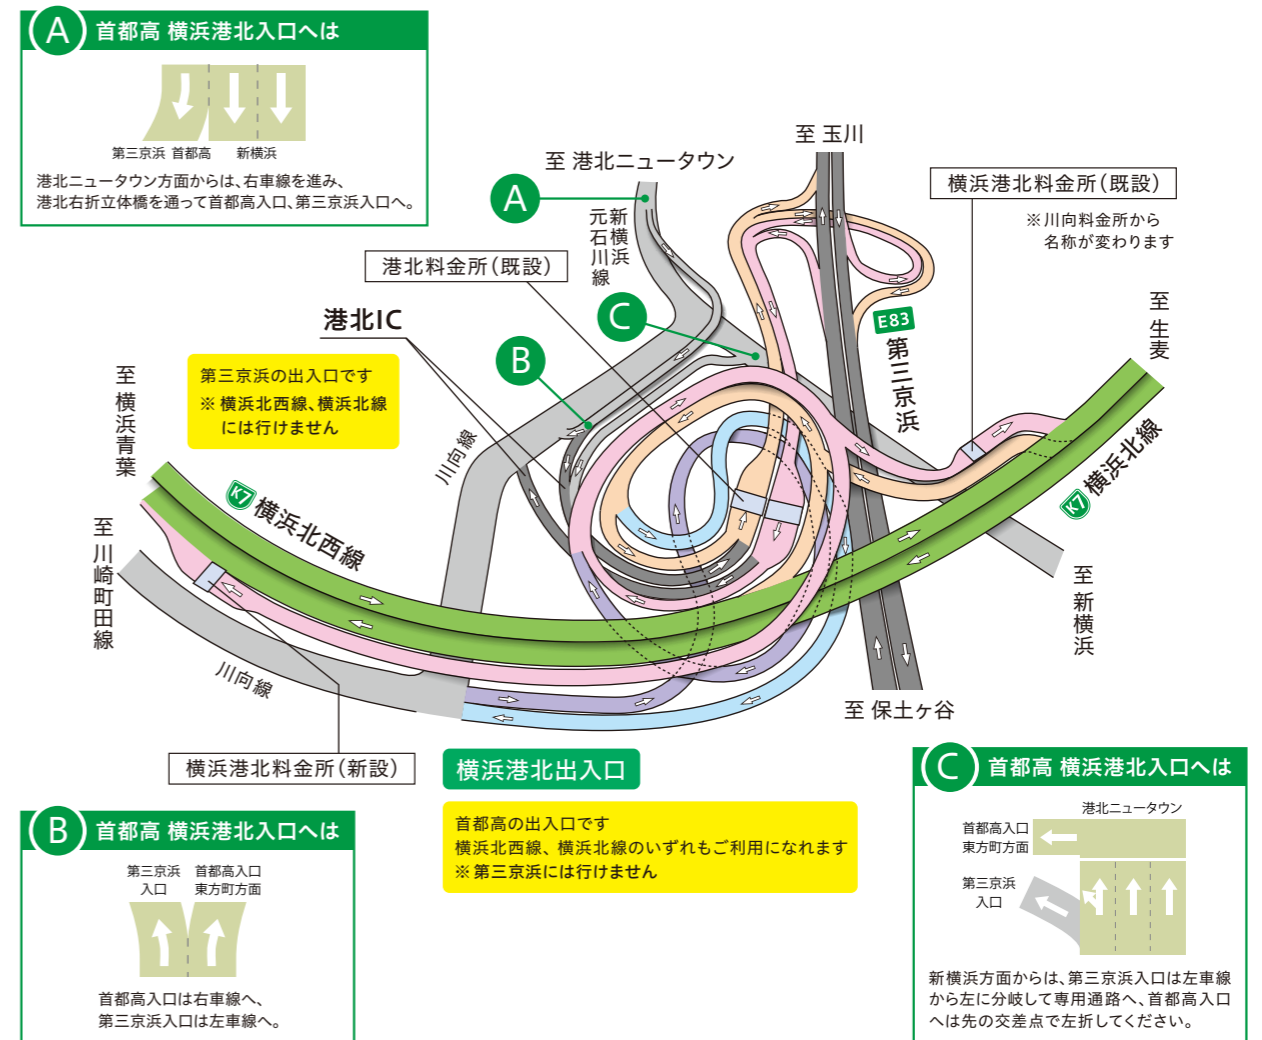 A 首都高 横浜港北入口へは
第三京浜 首都高 新横浜
港北ニュータウン方面からは、右車線を進み、
港北右折立体橋を通って首都高入口、第三京浜入口へ。
至 港北ニュータウン
至 玉川
A
新横浜
元石川線
横浜港北料金所(既設)
※川向料金所から
名称が変わります
港北料金所(既設)
港北IC
第三京浜の出入口です
※ 横浜北西線、横浜北線
には行けません
B
C
E83
第三京浜
至 生麦
至 横浜青葉
川向線
K7 横浜北西線
K7 横浜北線
至 川崎町田線
川向線
至 新横浜
至 保土ヶ谷
横浜港北料金所(新設)
横浜港北出入口
首都高の出入口です
横浜北西線、横浜北線のいずれもご利用になれます
※ 第三京浜には行けません
B 首都高 横浜港北入口へは
第三京浜
入口
首都高入口
東方町方面
首都高入口は右車線へ、
第三京浜入口は左車線へ。
C 首都高 横浜港北入口へは
港北ニュータウン
首都高入口
東方町方面
第三京浜
入口
新横浜方面からは、第三京浜入口は左車線
から左に分岐して専用通路へ、首都高入口
へは先の交差点で左折してください。